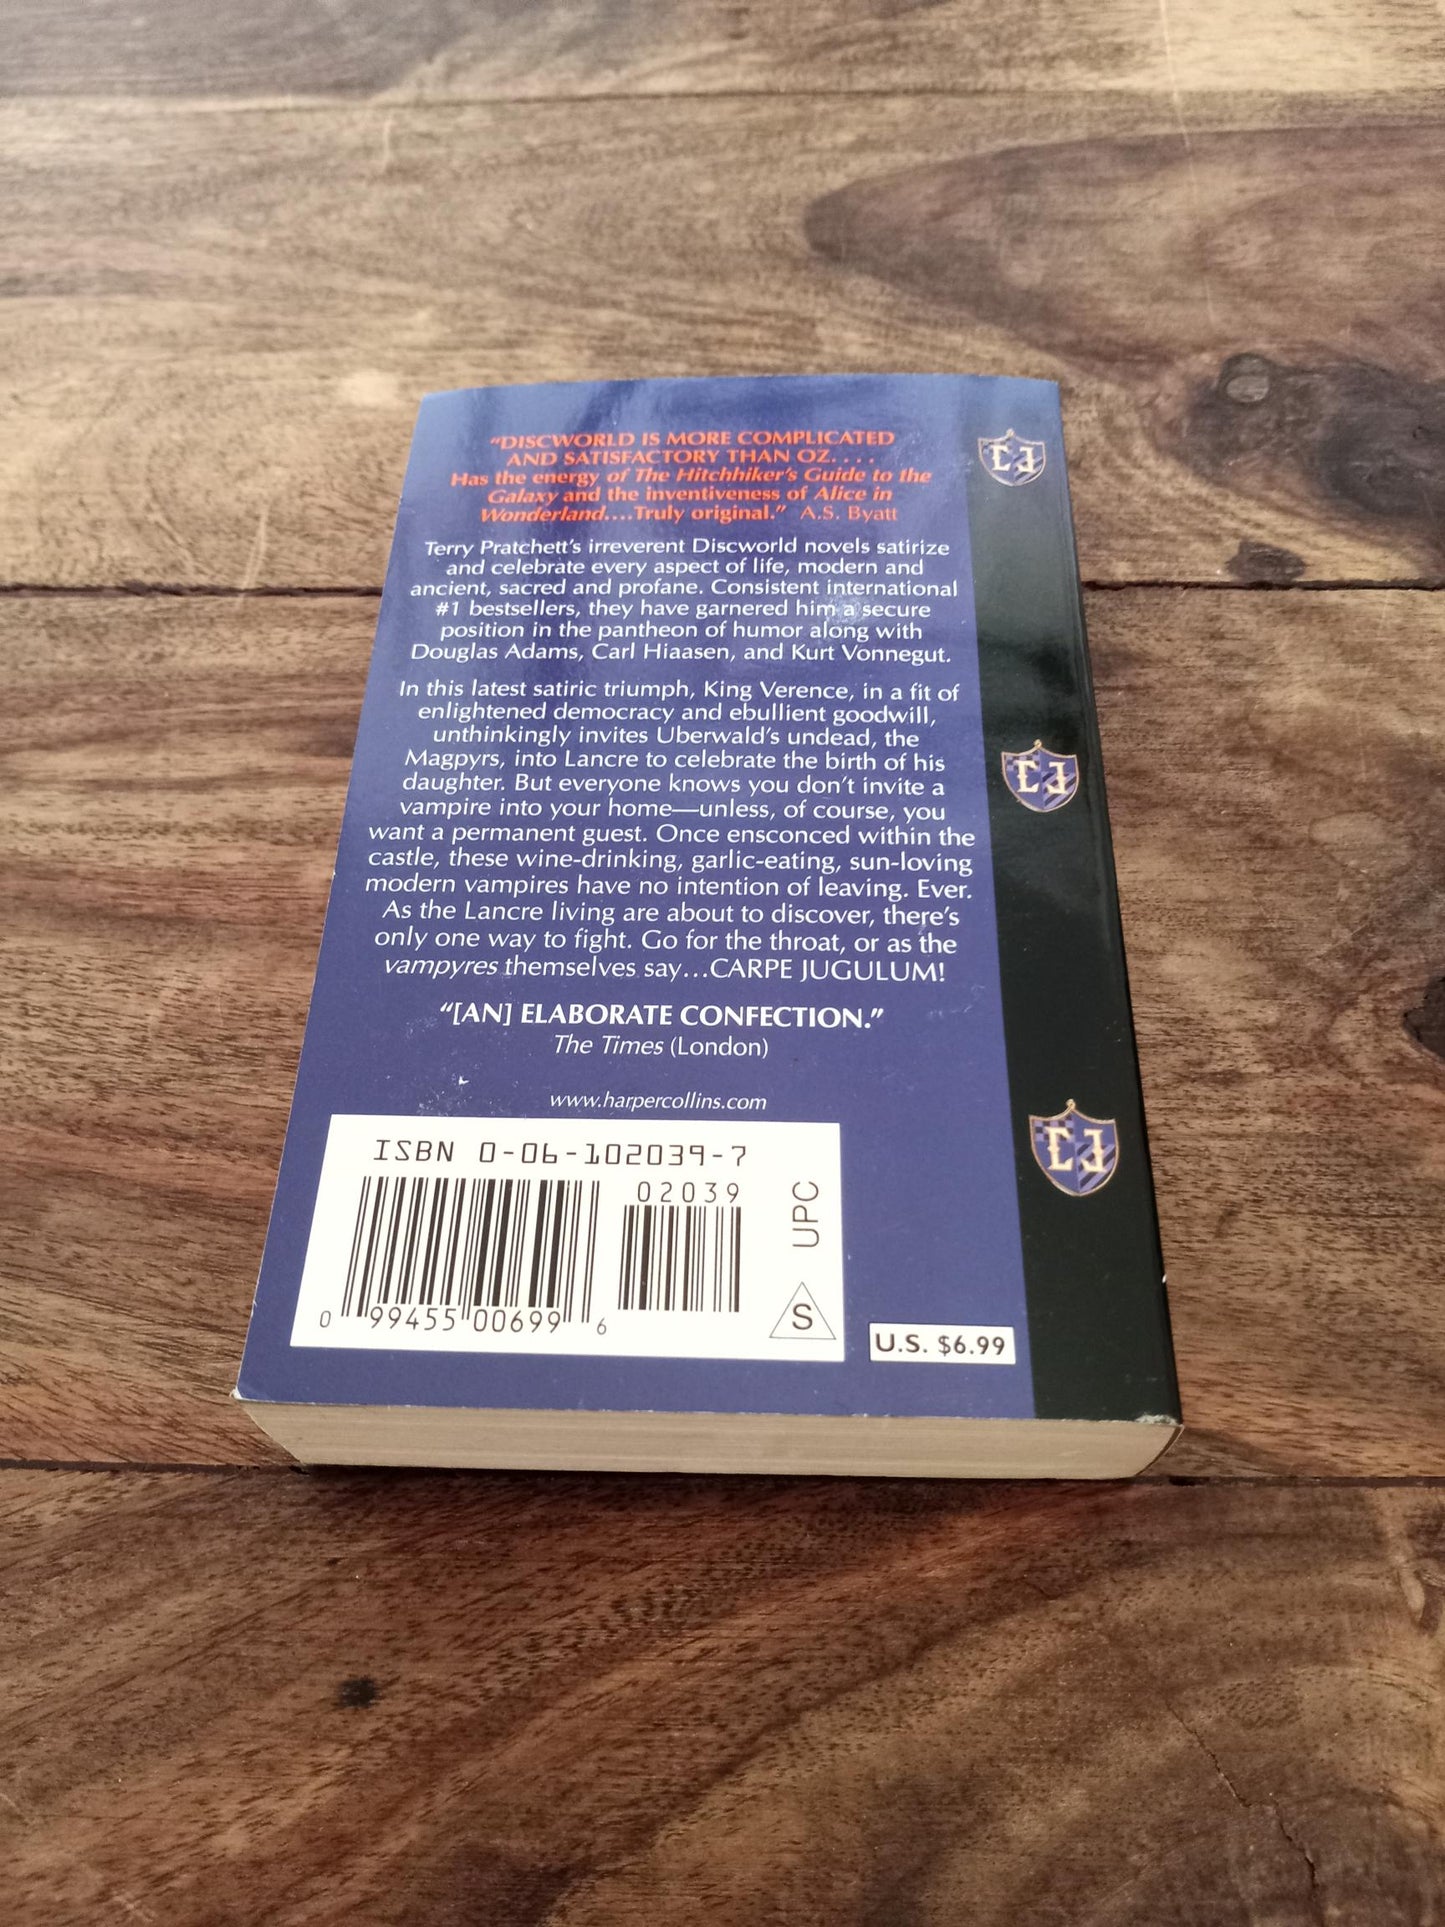 "DISCWORLD IS MORE COMPLICATED
AND SATISFACTORY THAN OZ....
Has the energy of The Hitchhiker's Guide to the
Galaxy and the inventiveness of Alice in
Wonderland....Truly original." A.S. Byatt
Terry Pratchett's irreverent Discworld novels satirize
and celebrate every aspect of life, modern and
ancient, sacred and profane. Consistent international
#1 bestsellers, they have garnered him a secure
position in the pantheon of humor along with
Douglas Adams, Carl Hiaasen, and Kurt Vonnegut.
In this latest satiric triumph, King Verence, in a fit of
enlightened democracy and ebullient goodwill,
unthinkingly invites Uberwald's undead, the
Magpyrs, into Lancre to celebrate the birth of his
daughter. But everyone knows you don't invite a
vampire into your home—unless, of course, you
want a permanent guest. Once ensconced within the
castle, these wine-drinking, garlic-eating, sun-loving
modern vampires have no intention of leaving. Ever.
As the Lancre living are about to discover, there's
only one way to fight. Go for the throat, or as the
vampyres themselves say...CARPE JUGULUM!
"[AN] ELABORATE CONFECTION."
The Times (London)
www.harpercollins.com
ISBN 0-06-102039-7
02039
UPC
0 99455 00699 6
S
U.S. $6.99